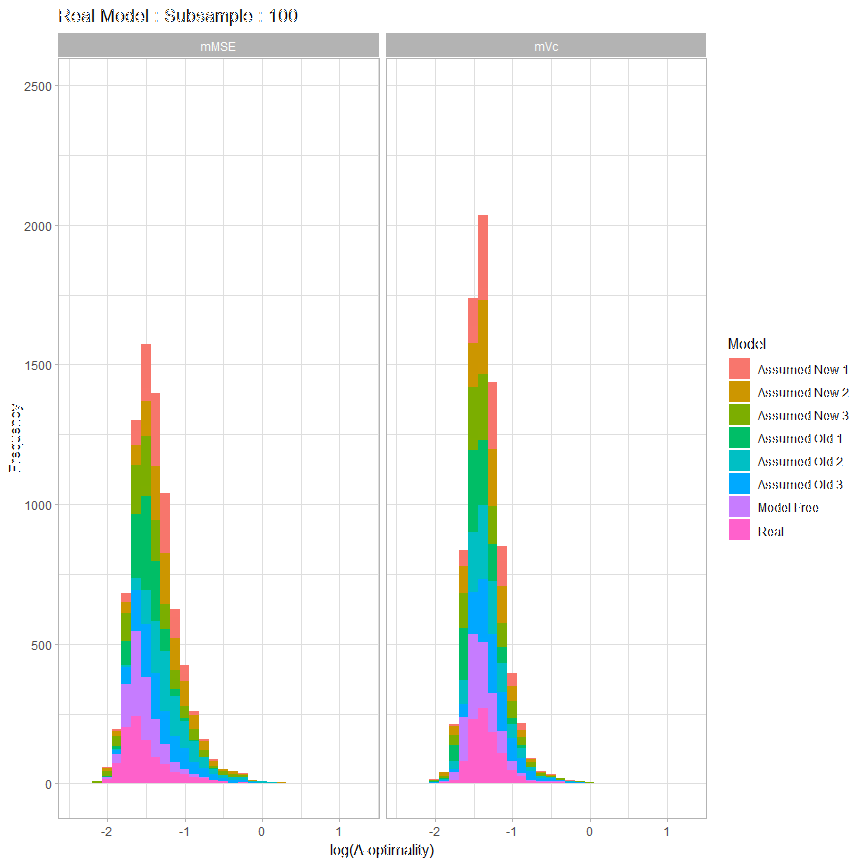 Real Model : Subsample : 100
mMSE
mVc
2500
2000
1500
1000
500
0
Frequency
-2
-1
0
1
-2
-1
0
1
log(A-optimality)
Model
Assumed New 1
Assumed New 2
Assumed New 3
Assumed Old 1
Assumed Old 2
Assumed Old 3
Model Free
Real